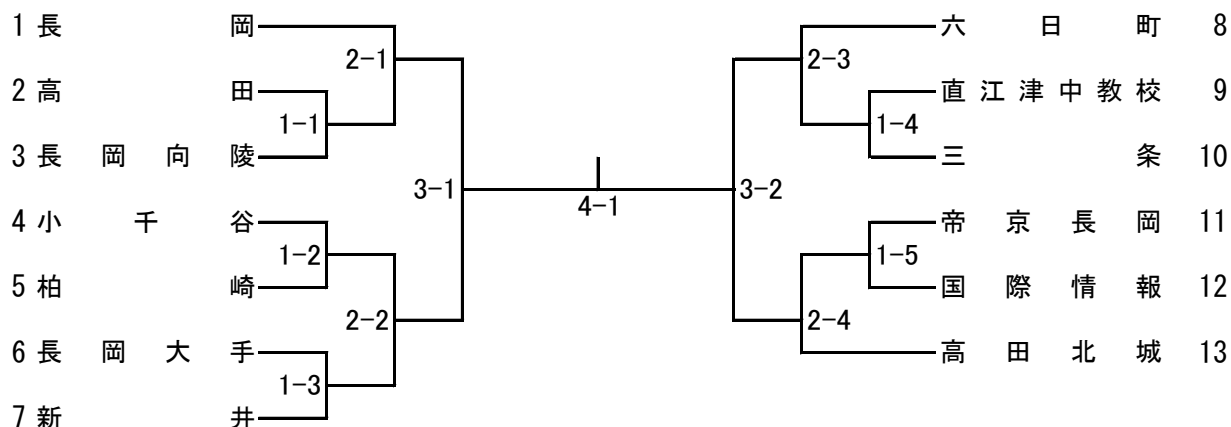 1 長岡
2-1
2 高田
1-1
3 長岡向陵
3-1
4 小千谷
1-2
5 柏崎
2-2
6 長岡大手
1-3
7 新井
4-1
六日町 8
2-3
直江津中教校 9
1-4
三条 10
3-2
帝京長岡 11
1-5
国際情報 12
2-4
高田北城 13